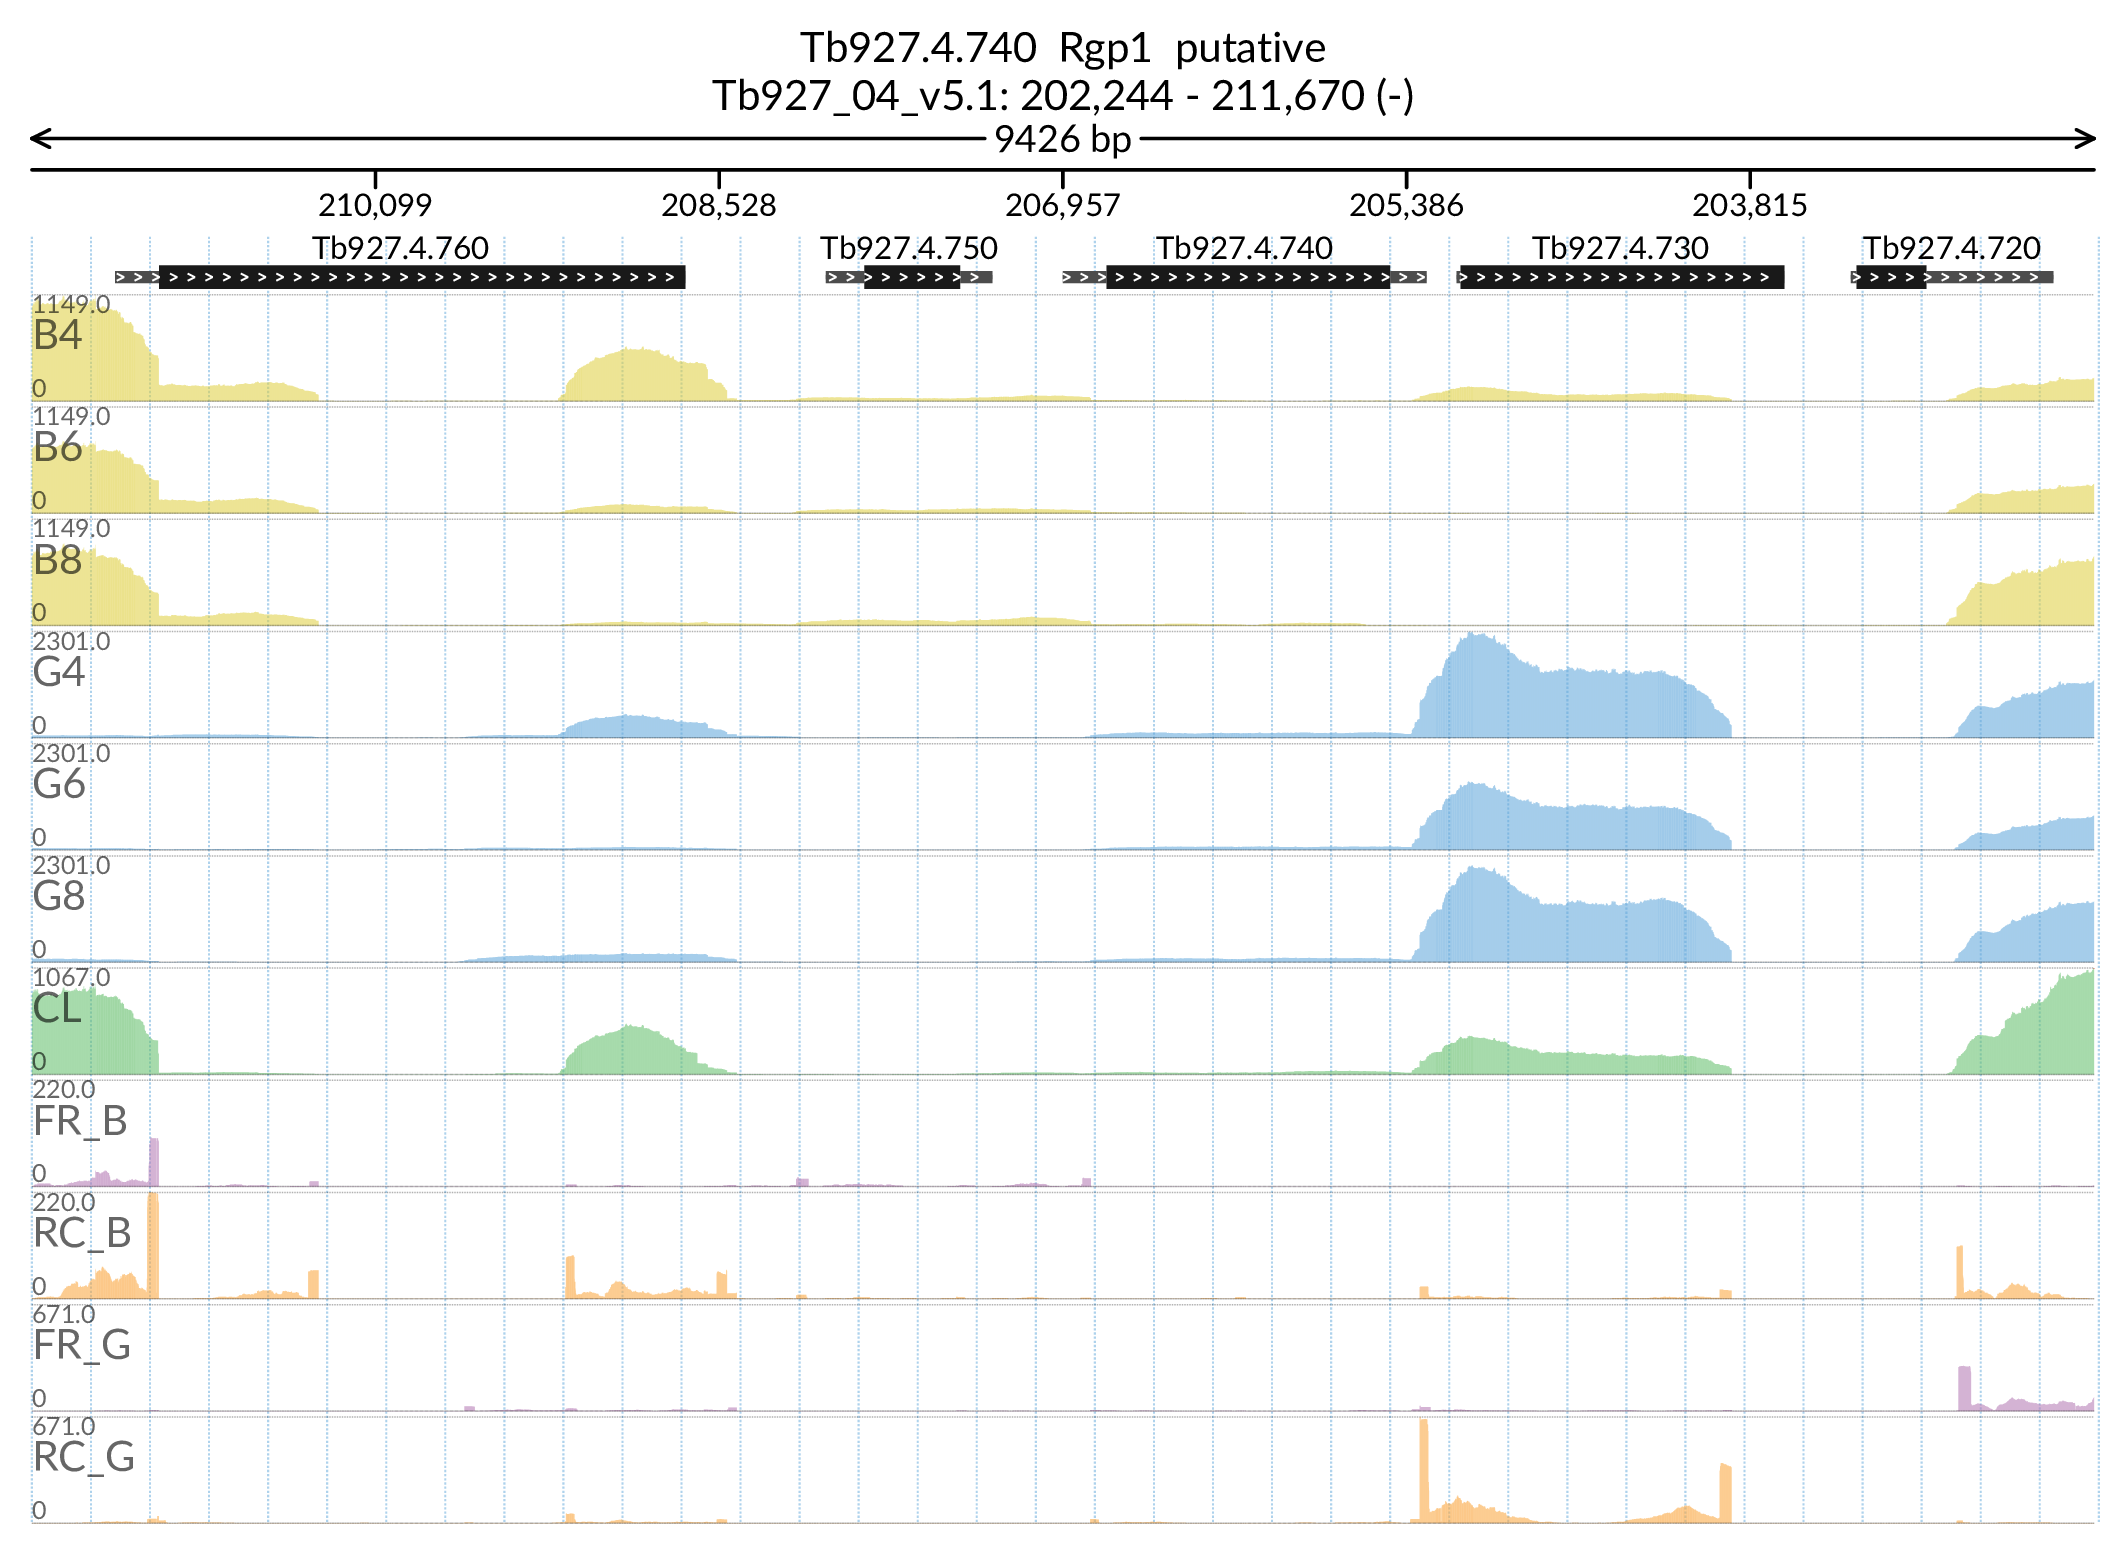 Tb927.4.740 Rgp1 putative
Tb927_04_v5.1: 202,244 - 211,670 (-)
9426 bp
210,099 208,528 206,957 205,386 203,815
Tb927.4.760 Tb927.4.750 Tb927.4.740 Tb927.4.730 Tb927.4.720
1149.0
B4
0
1149.0
B6
0
1149.0
B8
0
2301.0
G4
0
2301.0
G6
0
2301.0
G8
0
1067.0
CL
0
220.0
FR_B
0
220.0
RC_B
0
671.0
FR_G
0
671.0
RC_G
0